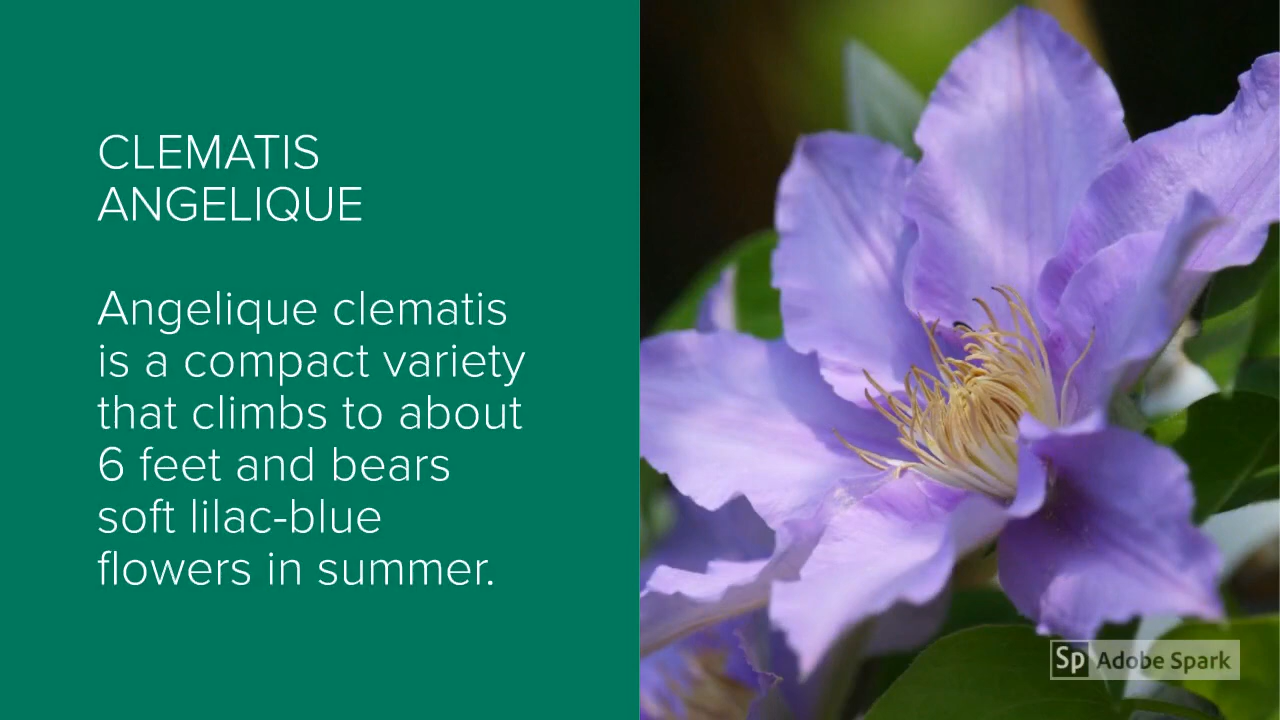 CLEMATIS
ANGELIQUE
Angelique clematis
is a compact variety
that climbs to about
6 feet and bears
soft lilac-blue
flowers in summer.
Sp Adobe Spark